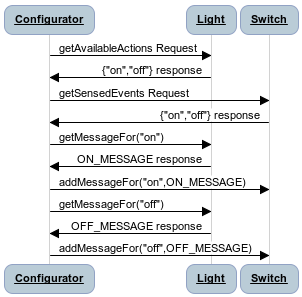 Configurator Light Switch
getAvailableActions Request
{"on","off"} response
getSensedEvents Request
{"on","off"} response
getMessageFor("on")
ON_MESSAGE response
addMessageFor("on",ON_MESSAGE)
getMessageFor("off")
OFF_MESSAGE response
addMessageFor("off",OFF_MESSAGE)
Configurator Light Switch